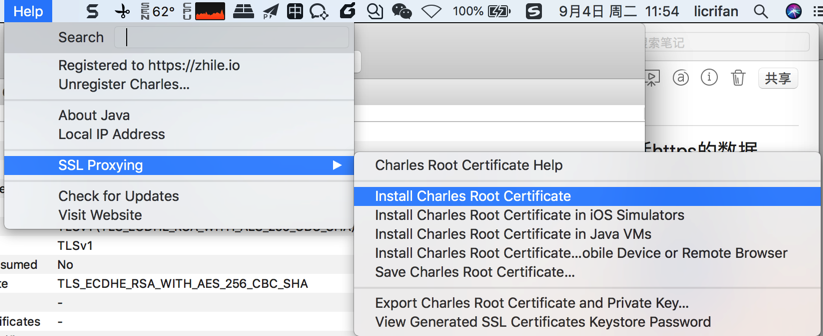 Help
SEN 62° CPU 100% S 9月4日 周二 11:54 licrifan
Search
搜索笔记
Registered to https://zhile.io
Unregister Charles...
共享
About Java
Local IP Address
https的数据
SSL Proxying
Charles Root Certificate Help
Check for Updates
Install Charles Root Certificate
Visit Website
Install Charles Root Certificate in iOS Simulators
TLSv1
Install Charles Root Certificate in Java VMs
Install Charles Root Certificate...obile Device or Remote Browser
sumed No
Save Charles Root Certificate...
te TLS_ECDHE_RSA_WITH_AES_256_CBC_SHA
-
Export Charles Root Certificate and Private Key...
ificates -
View Generated SSL Certificates Keystore Password